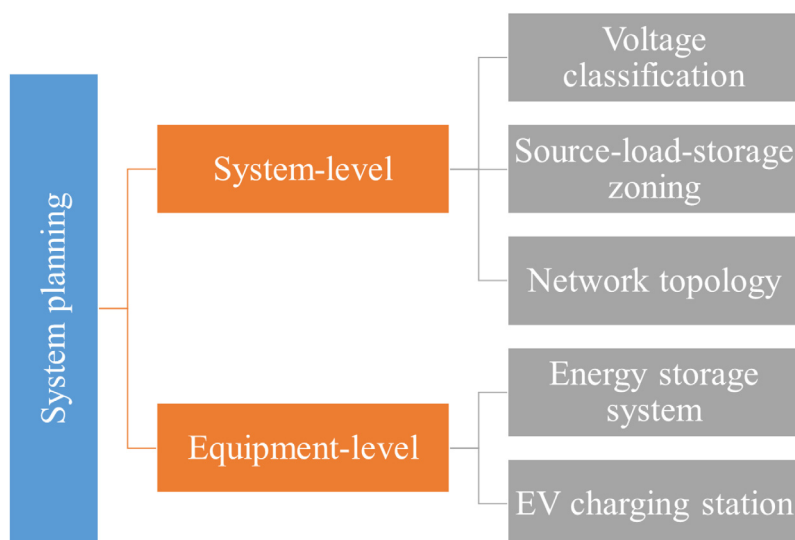 System planning
System-level
Voltage
classification
Source-load-storage
zoning
Network topology
Equipment-level
Energy storage
system
EV charging station